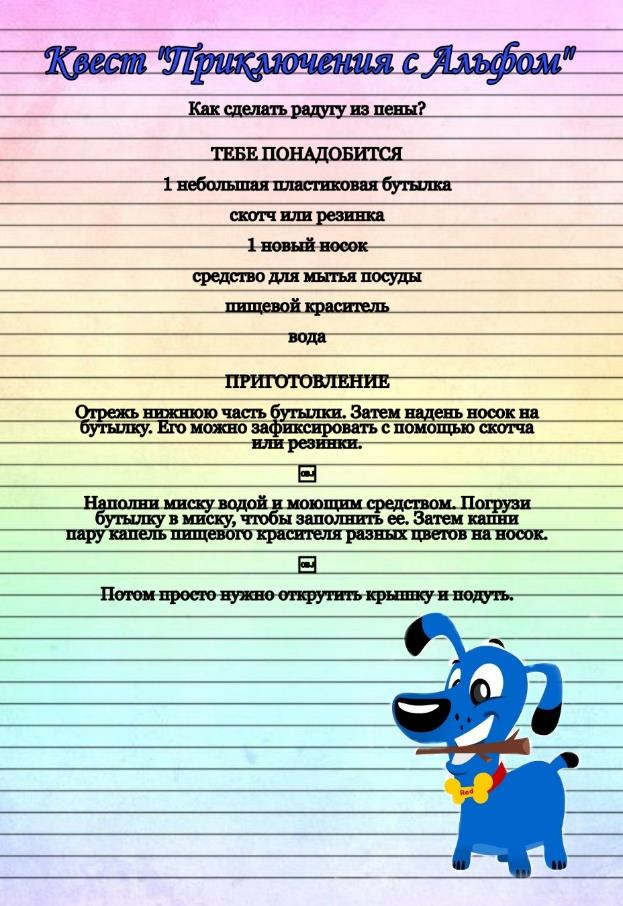 Квест "Приключения с Альфом"
Как сделать радугу из пены?
ТЕБЕ ПОНАДОБИТСЯ
1 небольшая пластиковая бутылка
скотч или резинка
1 новый носок
средство для мытья посуды
пищевой краситель
вода
ПРИГОТОВЛЕНИЕ
Отрежь нижнюю часть бутылки. Затем надень носок на
бутылку. Его можно зафиксировать с помощью скотча
или резинки.
OBJ
Наполни миску водой и моющим средством. Погрузи
бутылку в миску, чтобы заполнить ее. Затем капни
пару капель пищевого красителя разных цветов на носок.
OBJ
Потом просто нужно открутить крышку и подуть.
Red